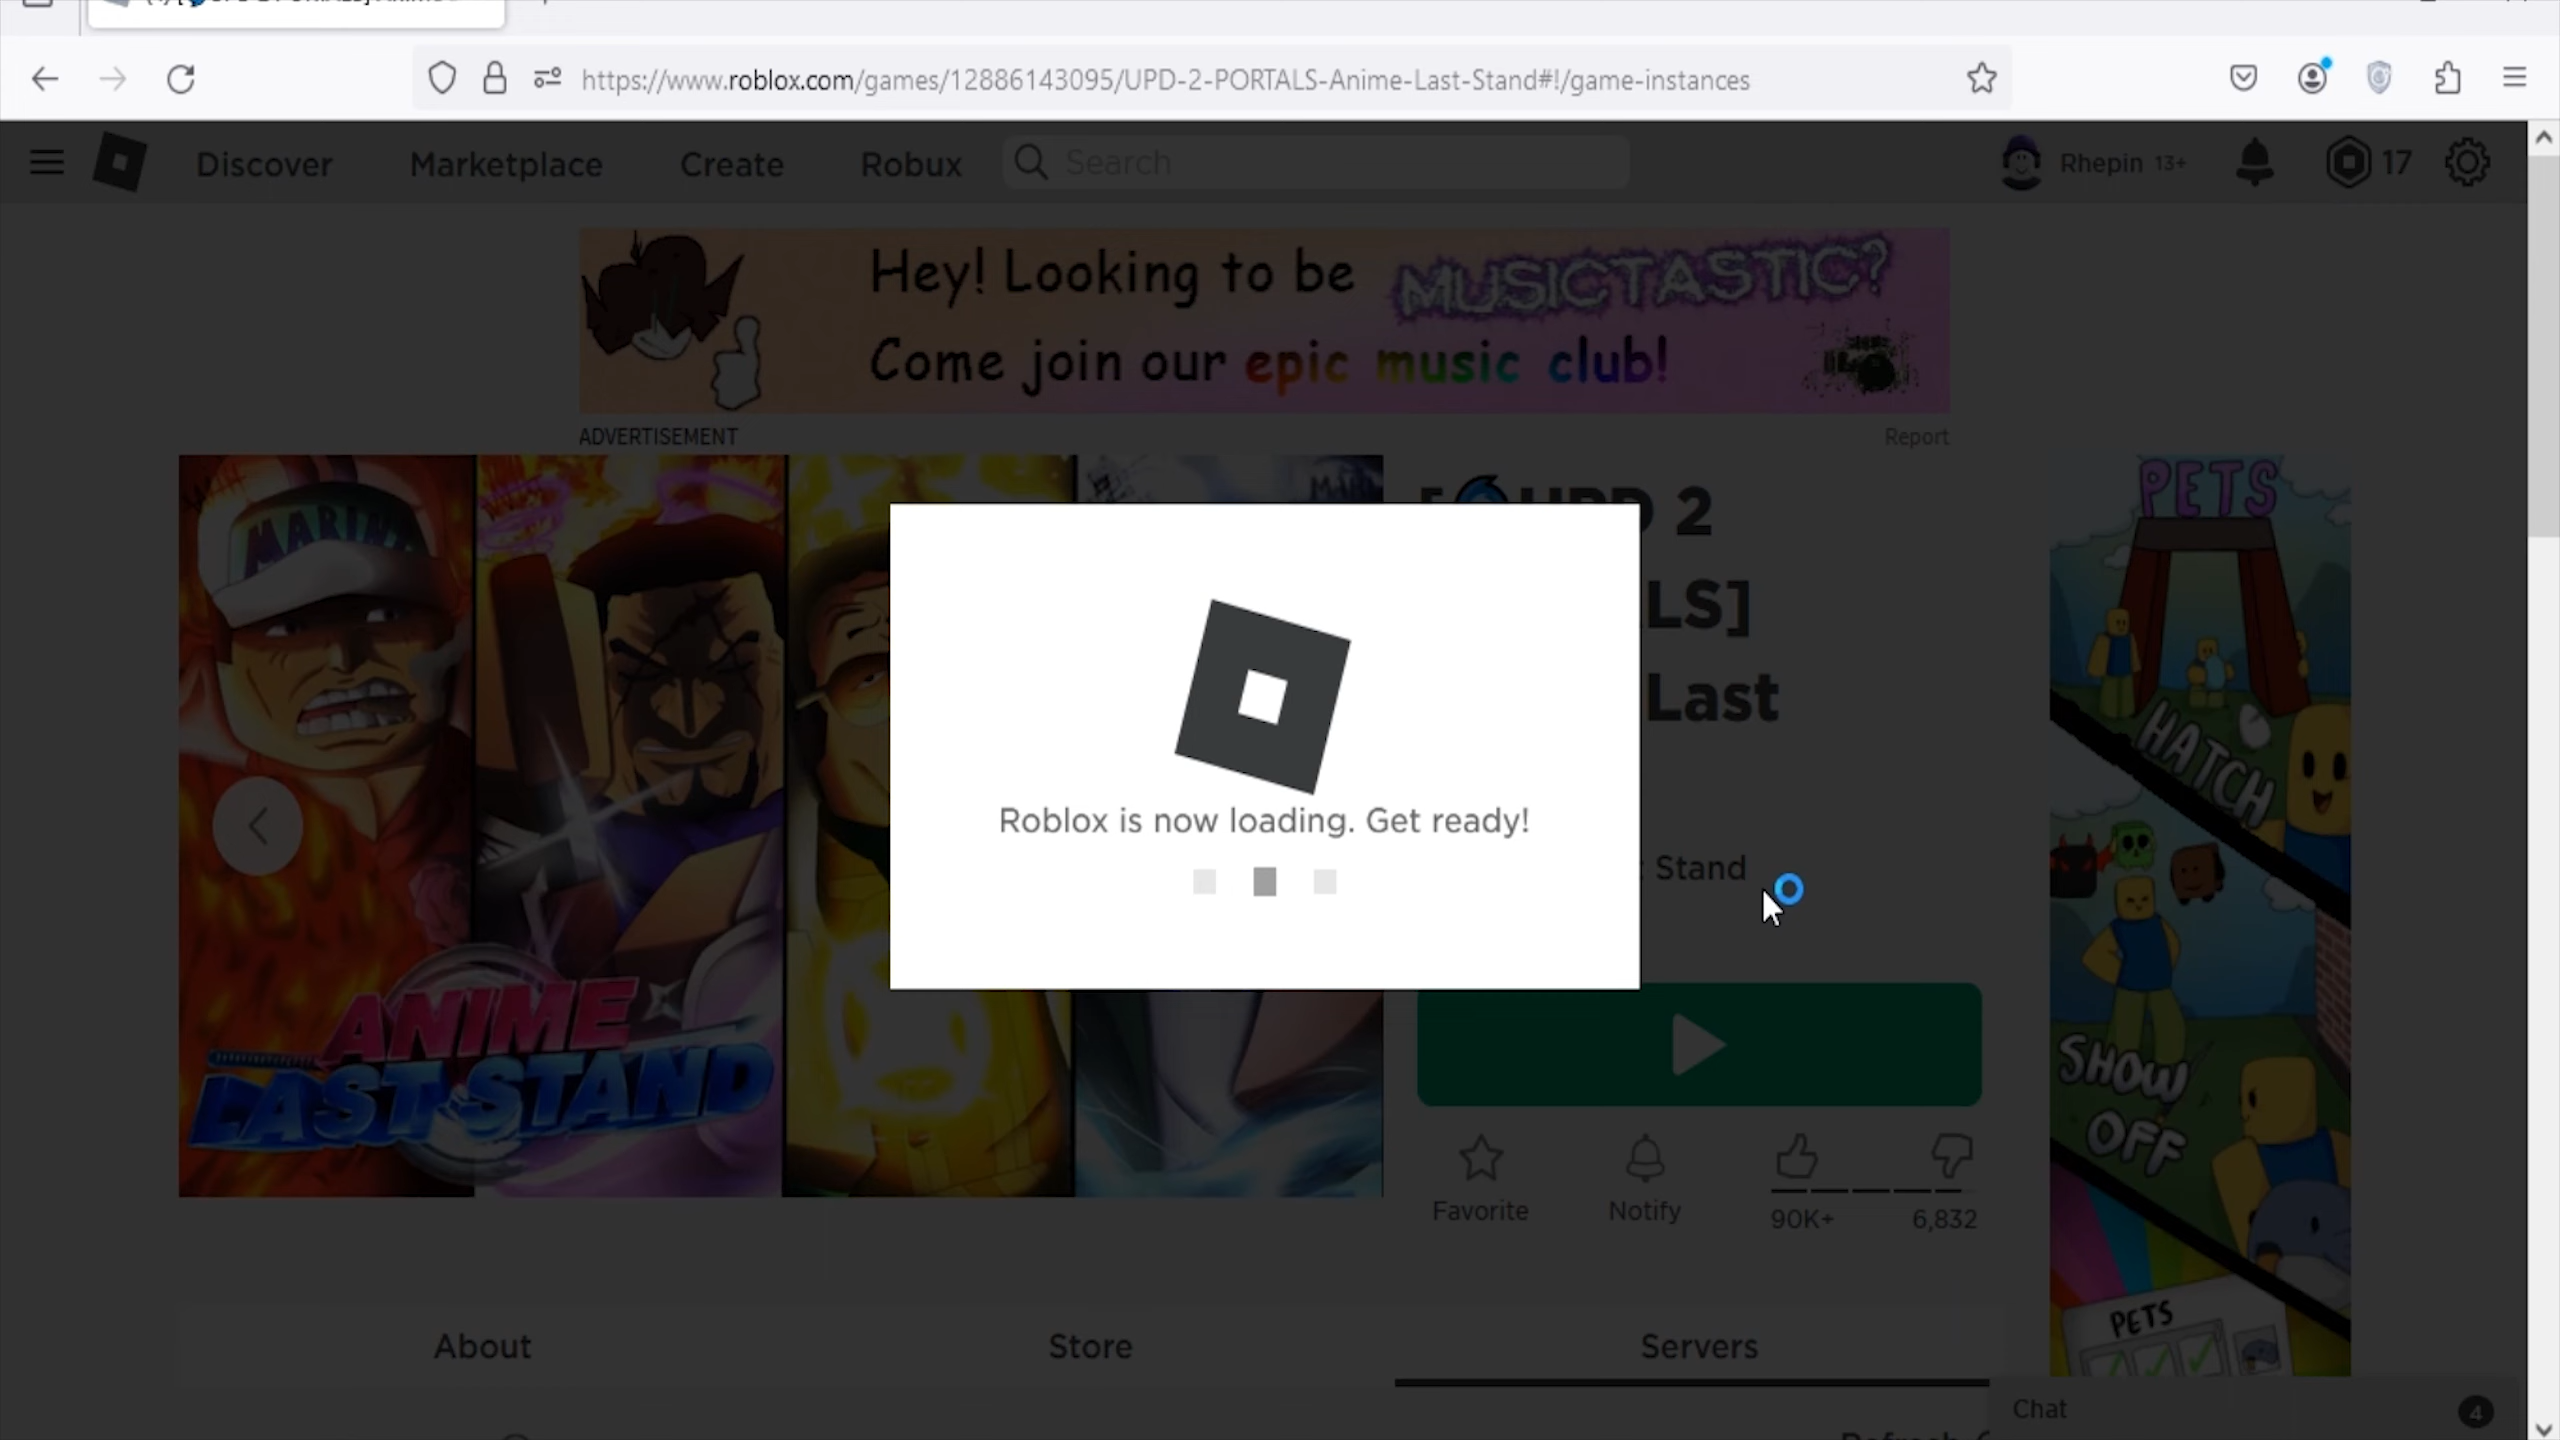 https://www.roblox.com/games/12886143095/UPD-2-PORTALS-Anime-Last-Stand#!/game-instances
Discover
Marketplace
Create
Robux
Search
Rhepin 13+
17
Hey! Looking to be MUSICTASTIC?
Come join our epic music club!
ADVERTISEMENT
Report
MARIN
UPD 2
LS]
Last
Stand
Roblox is now loading. Get ready!
ANIME
LAST STAND
Favorite
Notify
90K+
6,832
PETS
HATCH
SHOW
OFF
PETS
About
Store
Servers
Chat
4